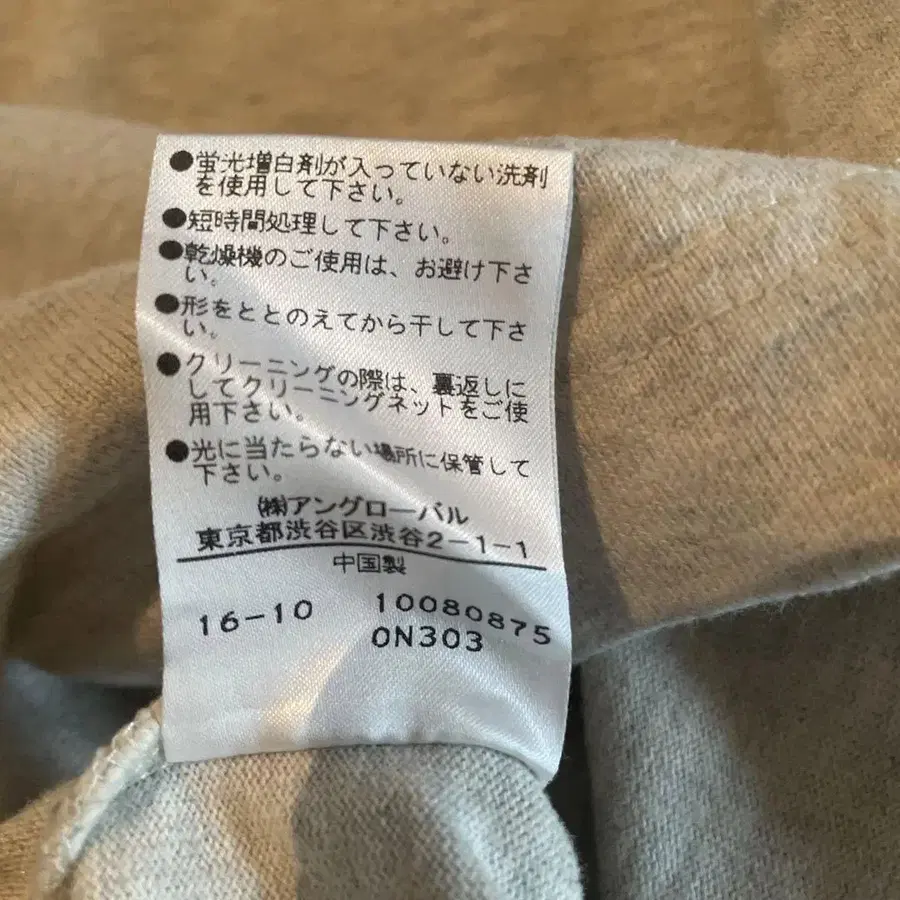 ●蛍光増白剤が入っていない洗剤
を使用して下さい。
●短時間処理して下さい。
●乾燥機のご使用は、お避け下さ
い。
●形をととのえてから干して下さ
い。
●クリーニングの際は、裏返しに
してクリーニングネットをご使
用下さい。
●光に当たらない場所に保管して
下さい。
㈱アングローバル
東京都渋谷区渋谷2-1-1
中国製
16-10 10080875
0N303